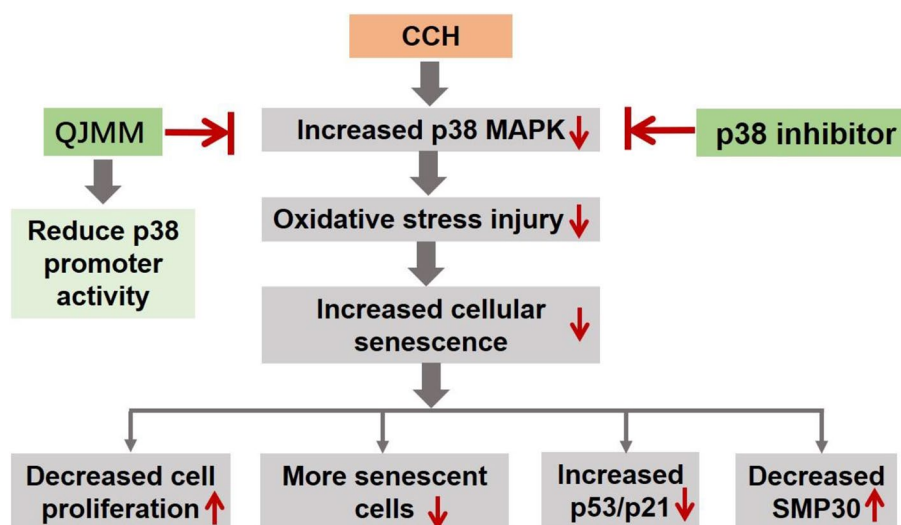 CCH
QJMM
Increased p38 MAPK
p38 inhibitor
Reduce p38
promoter
activity
Oxidative stress injury
Increased cellular
senescence
Decreased cell
proliferation
More senescent
cells
Increased
p53/p21
Decreased
SMP30